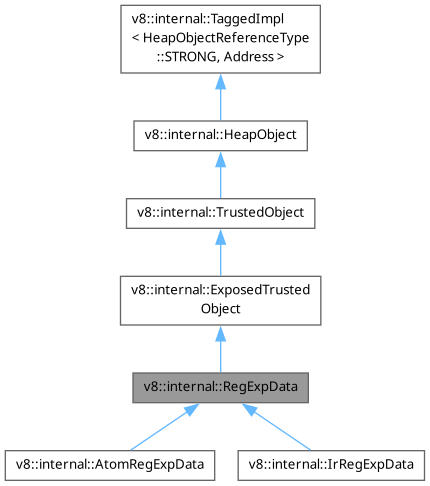 v8::internal::TaggedImpl
< HeapObjectReferenceType
::STRONG, Address >
v8::internal::HeapObject
v8::internal::TrustedObject
v8::internal::ExposedTrusted
Object
v8::internal::RegExpData
v8::internal::AtomRegExpData
v8::internal::IrRegExpData